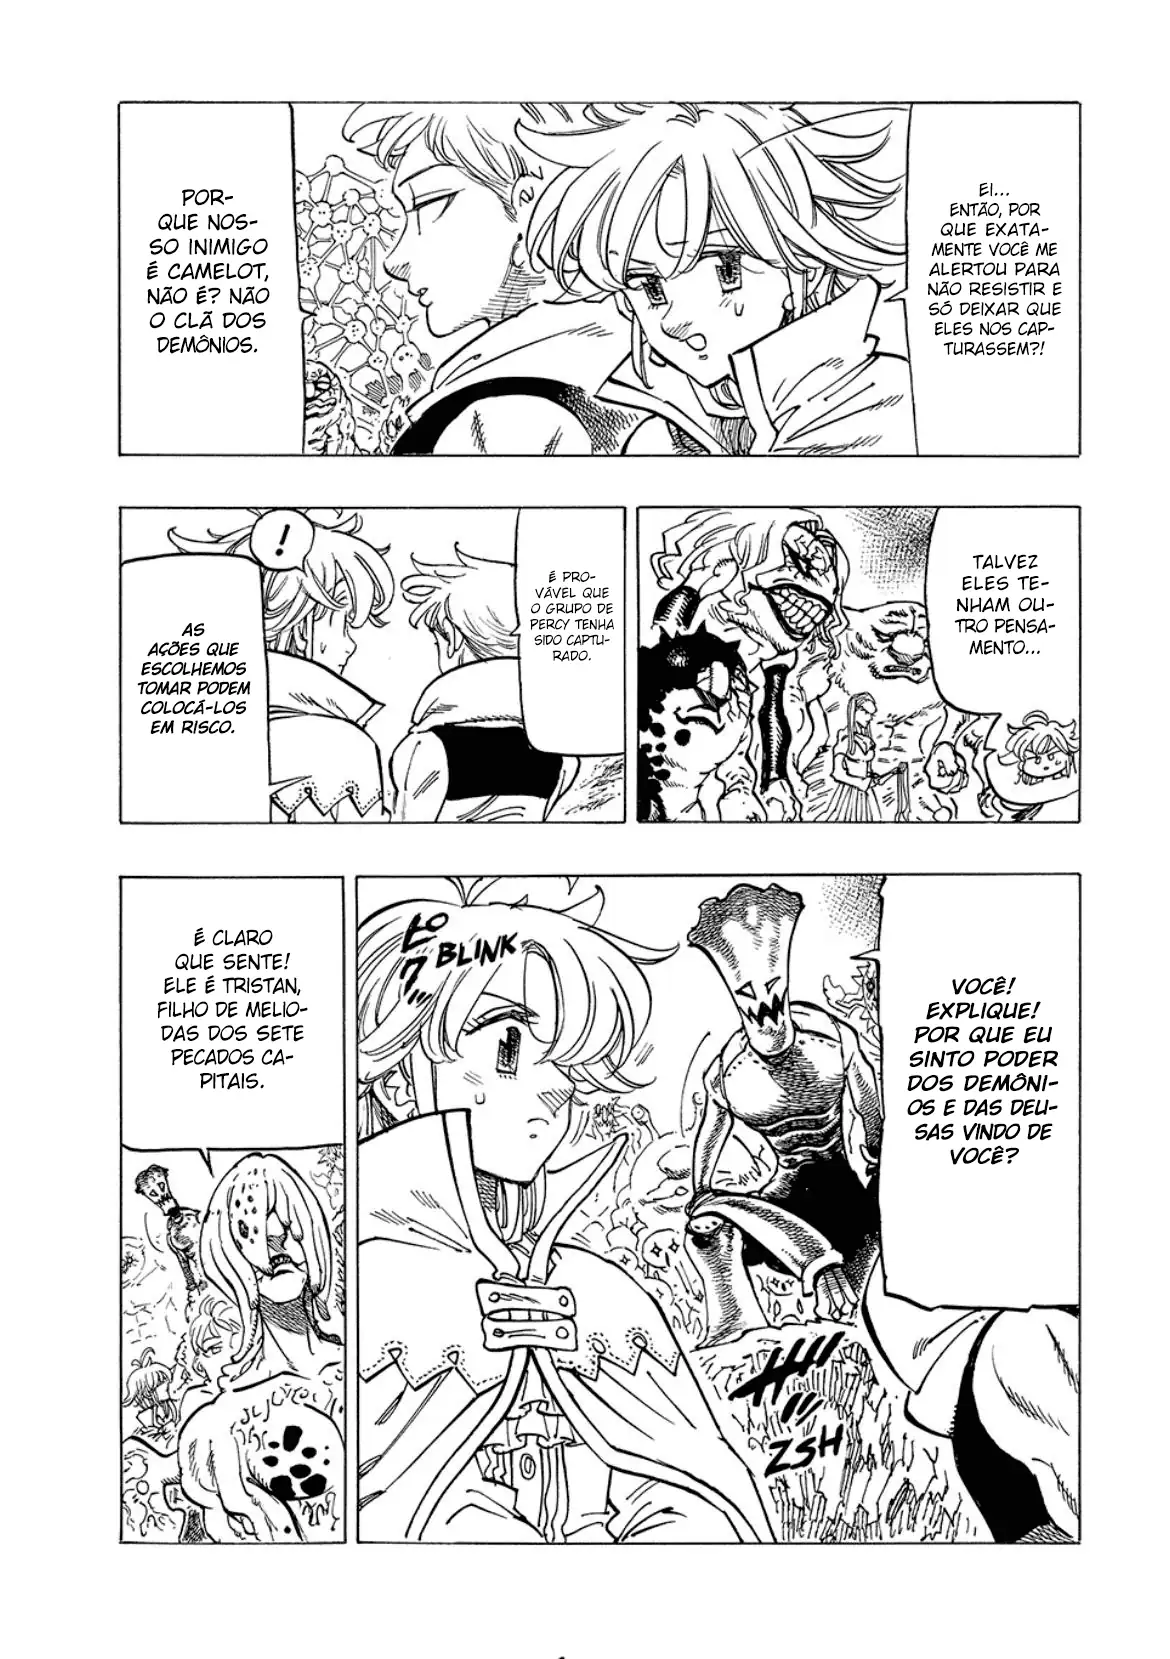 EI...
ENTÃO, POR
QUE EXATA-
MENTE VOCÊ ME
ALERTOU PARA
NÃO RESISTIR E
SÓ DEIXAR QUE
ELES NOS CAP-
TURASSEM?!
POR-
QUE NOS-
SO INIMIGO
É CAMELOT,
NÃO É? NÃO
O CLÃ DOS
DEMÔNIOS.
TALVEZ
ELES TE-
NHAM OU-
TRO PENSA-
MENTO...
É PRO-
VÁVEL QUE
O GRUPO DE
PERCY TENHA
SIDO CAPTU-
RADO.
!
AS
AÇÕES QUE
ESCOLHEMOS
TOMAR PODEM
COLOCÁ-LOS
EM RISCO.
VOCÊ!
EXPLIQUE!
POR QUE EU
SINTO PODER
DOS DEMÔNI-
OS E DAS DEU-
SAS VINDO DE
VOCÊ?
ピク
BLINK
ZSH
É CLARO
QUE SENTE!
ELE É TRISTAN,
FILHO DE MELIO-
DAS DOS SETE
PECADOS CA-
PITAIS.